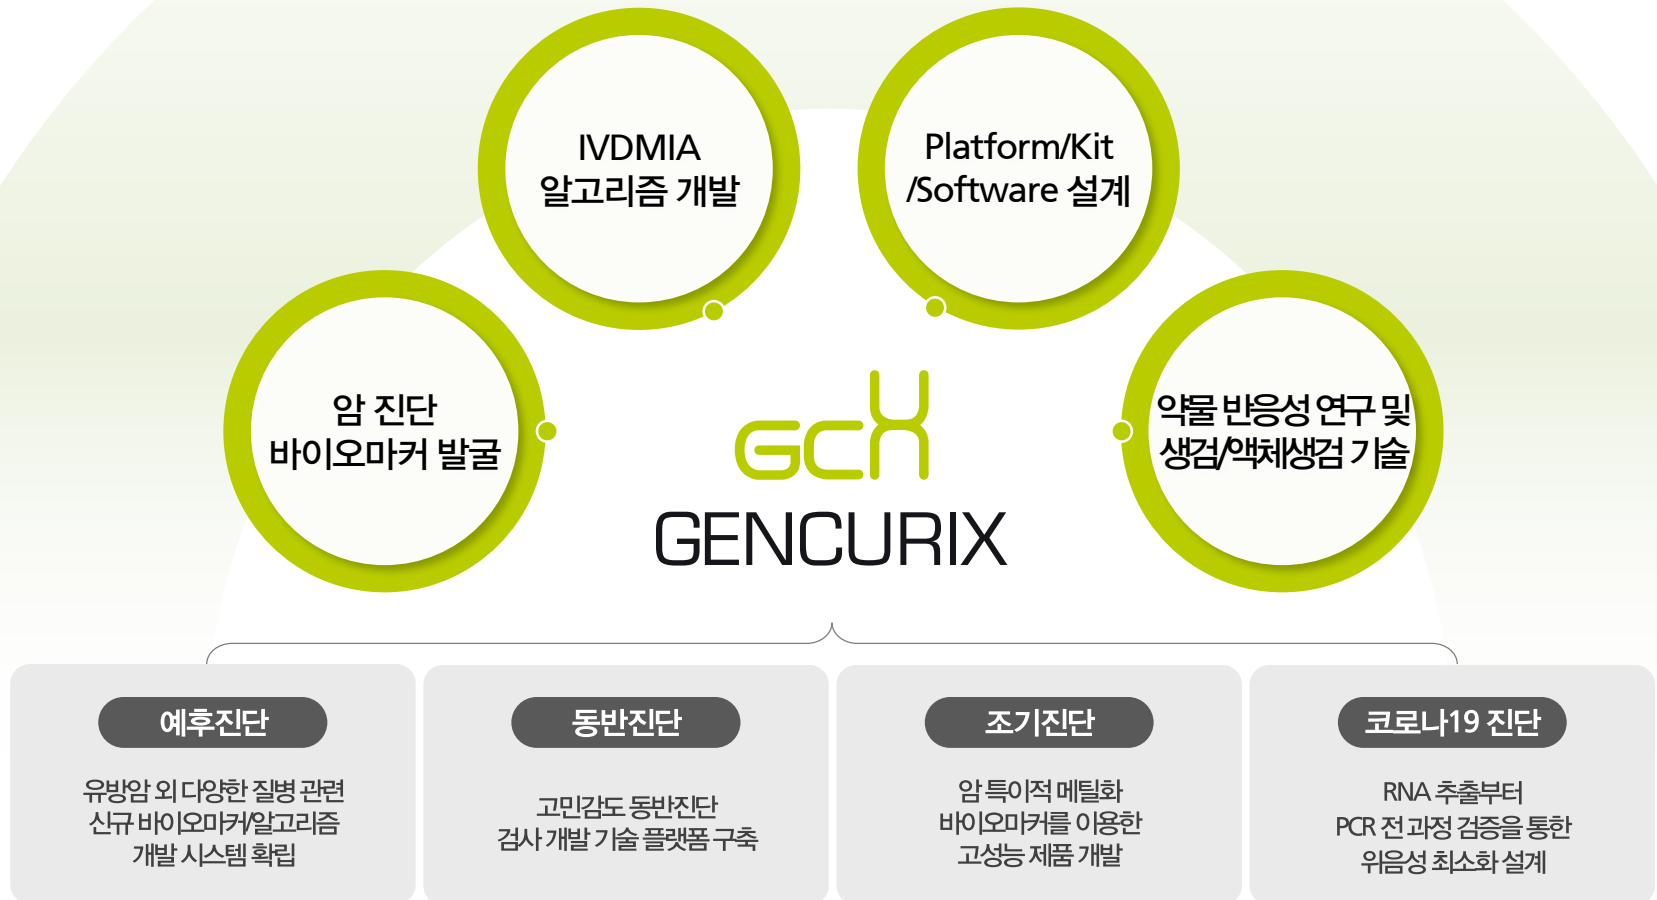 IVDMIA
알고리즘 개발
Platform/Kit
/Software 설계
암 진단
바이오마커 발굴
약물 반응성 연구 및
생검/액체생검 기술
GCX
GENCURIX
예후진단
유방암 외 다양한 질병 관련
신규 바이오마커/알고리즘
개발 시스템 확립
동반진단
고민감도 동반진단
검사 개발 기술 플랫폼 구축
조기진단
암 특이적 메틸화
바이오마커를 이용한
고성능 제품 개발
코로나19 진단
RNA 추출부터
PCR 전 과정 검증을 통한
위음성 최소화 설계